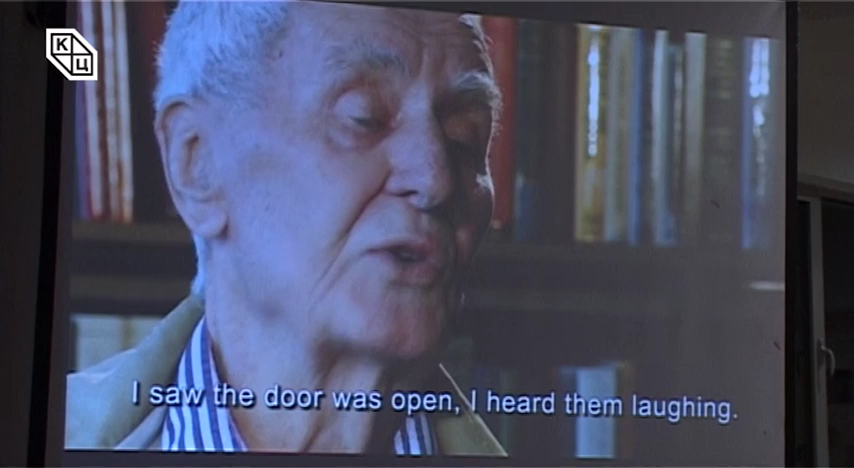 К
Ц
I saw the door was open, I heard them laughing.